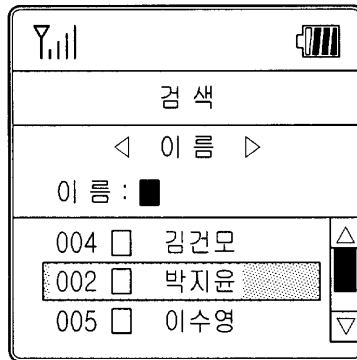 검색
◁ 이름 ▷
이름 :
004 김건모
002 박지윤
005 이수영